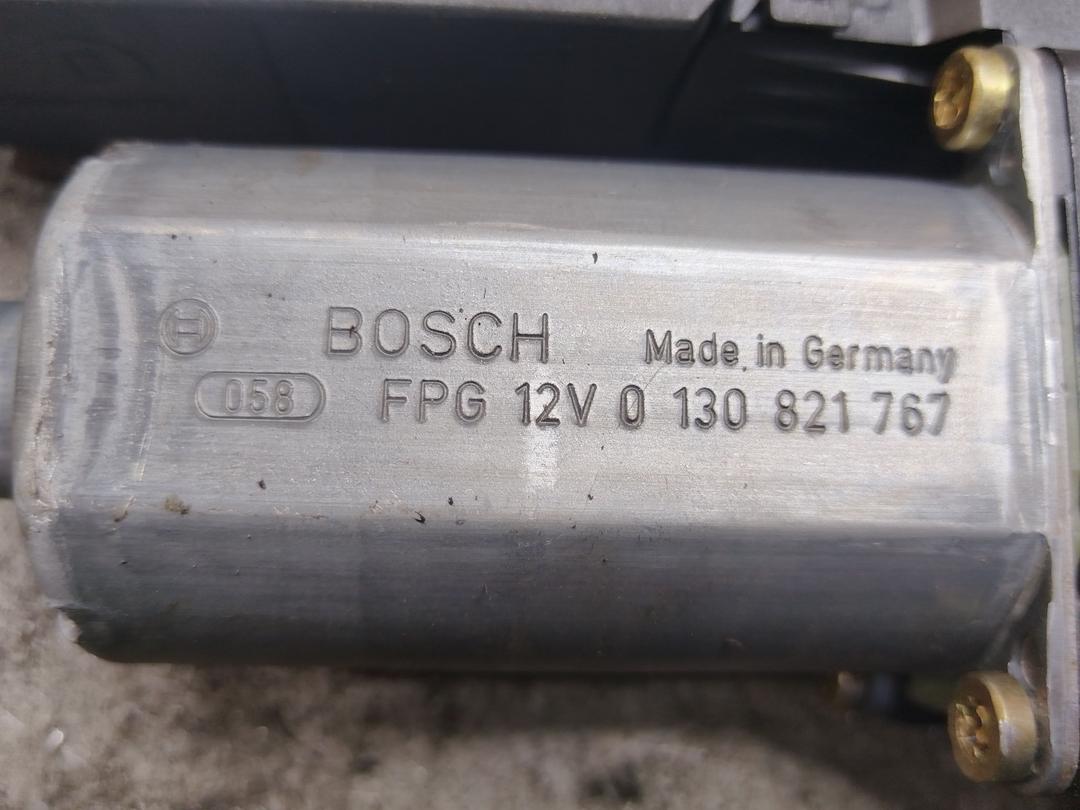 BOSCH Made in Germany
058 FPG 12V 0 130 821 767